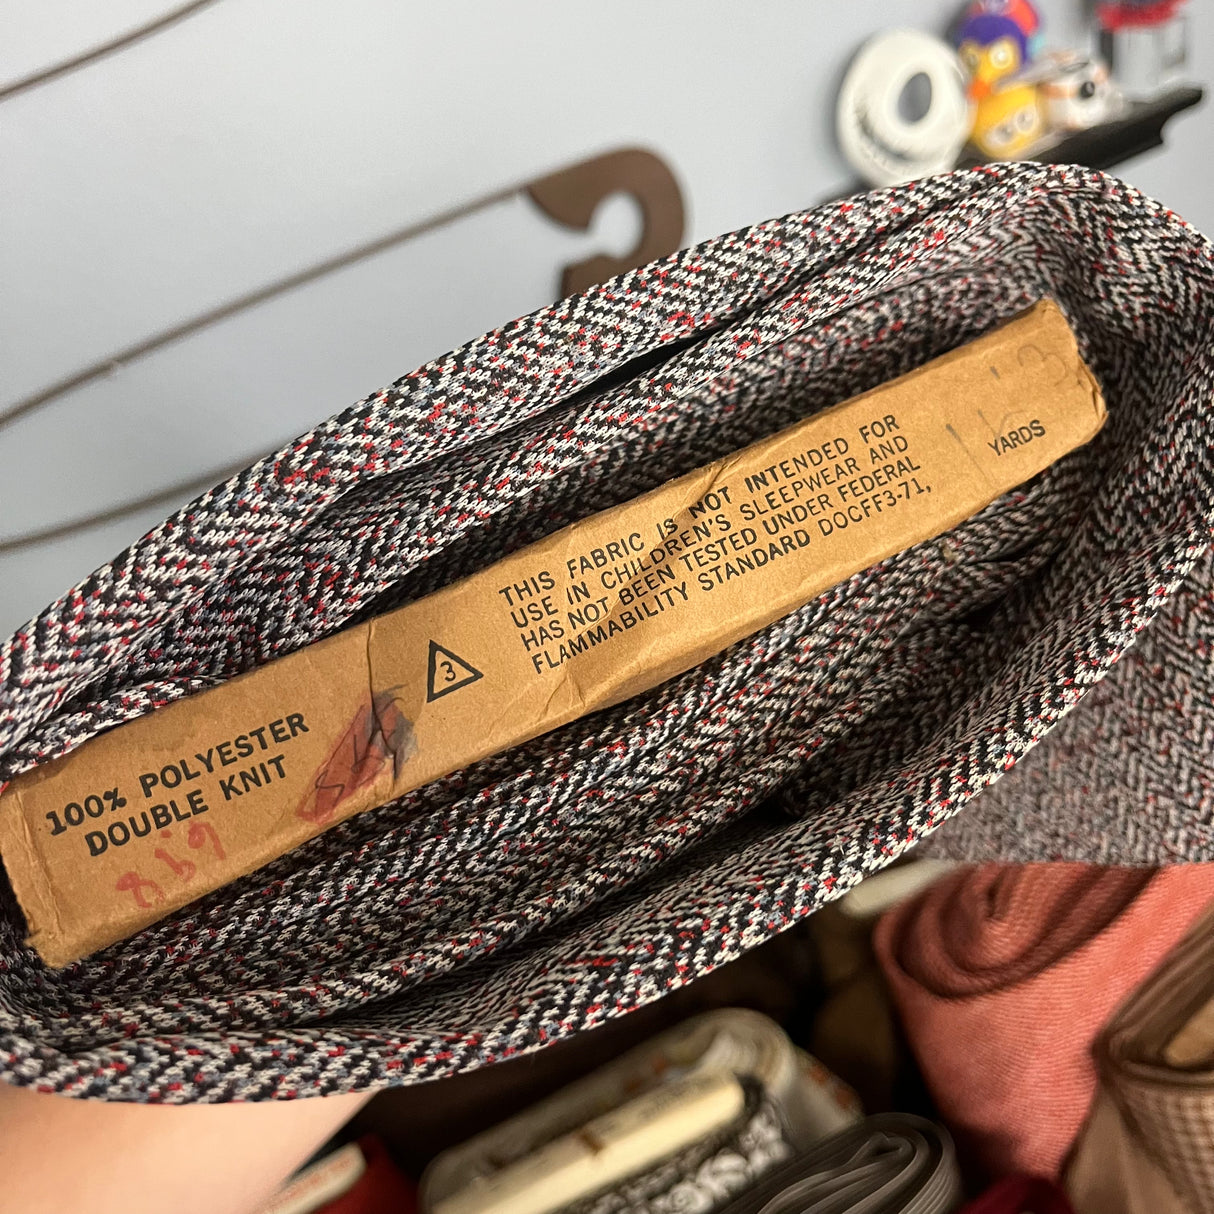 100% POLYESTER
DOUBLE KNIT
3
THIS FABRIC IS NOT INTENDED FOR
USE IN CHILDREN'S SLEEPWEAR AND
HAS NOT BEEN TESTED UNDER FEDERAL
FLAMMABILITY STANDARD DOCFF3-71,
YARDS